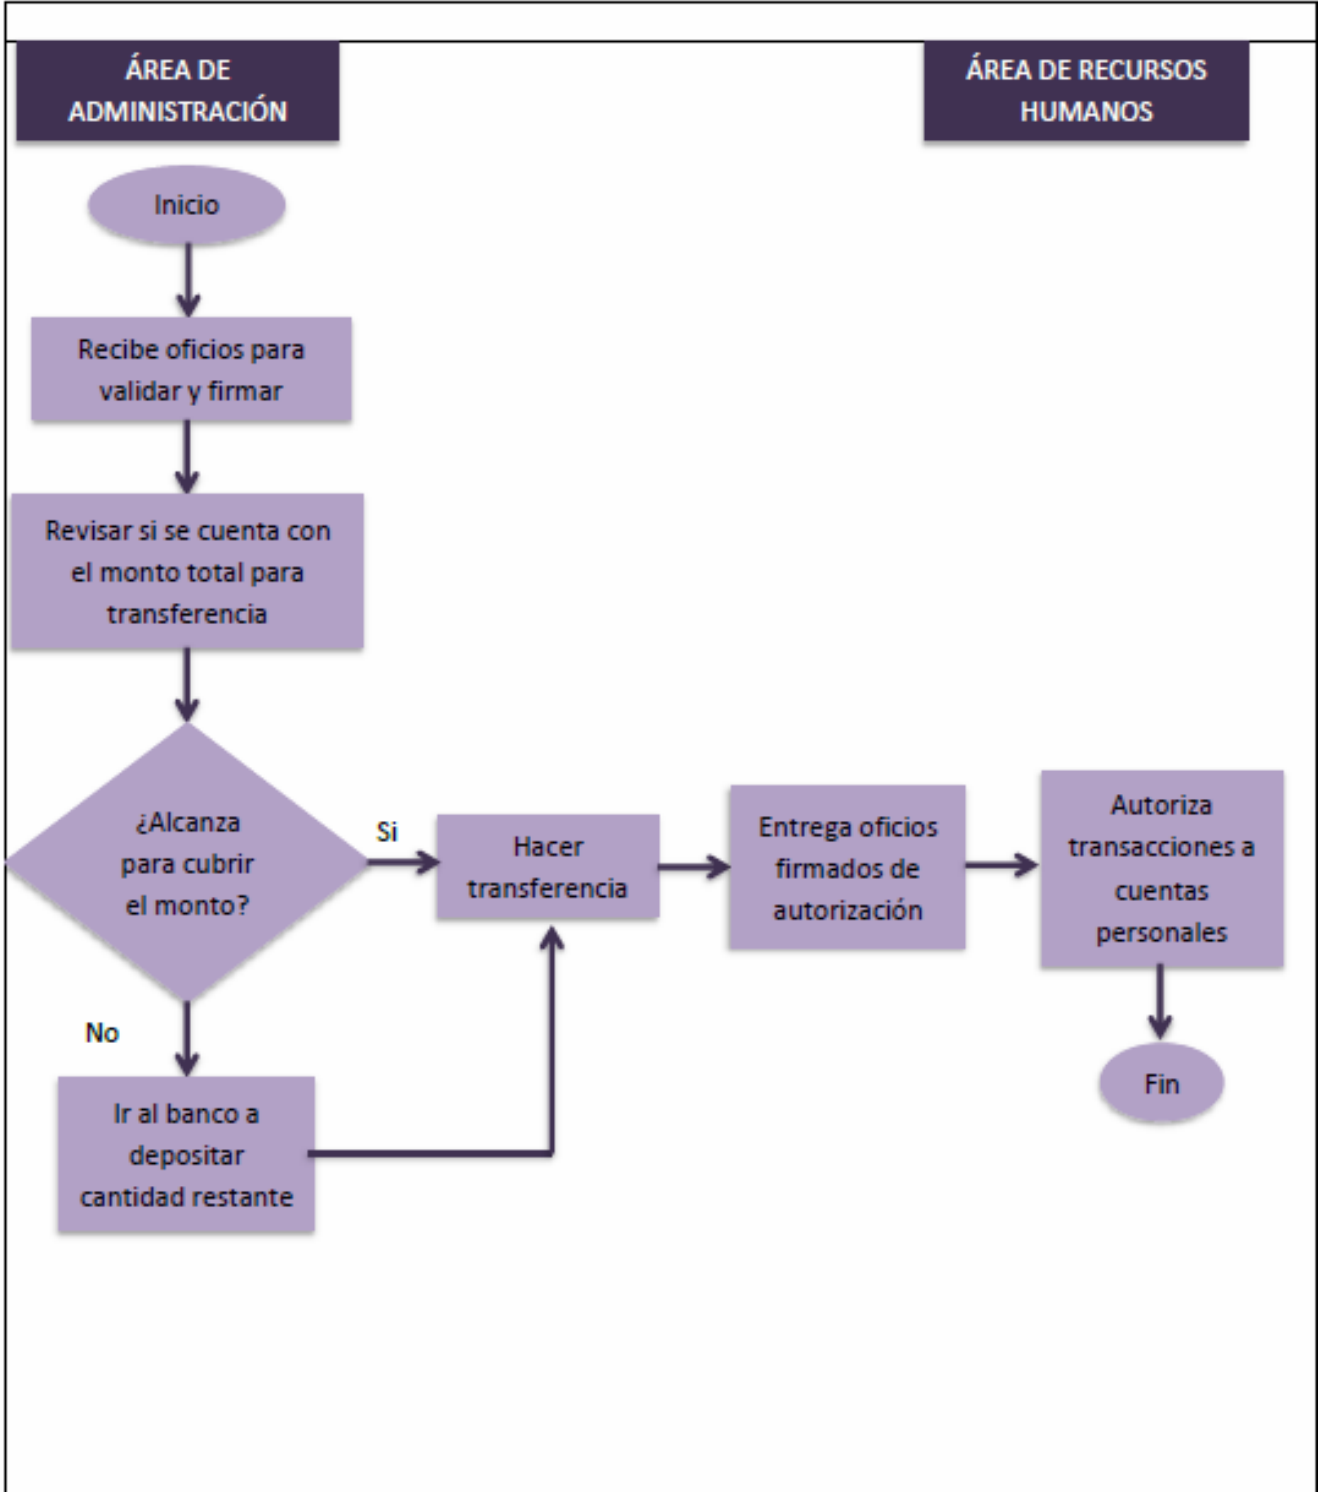 ÁREA DE
ADMINISTRACIÓN
ÁREA DE RECURSOS
HUMANOS
Inicio
Recibe oficios para
validar y firmar
Revisar si se cuenta con
el monto total para
transferencia
¿Alcanza
para cubrir
el monto?
Si
Hacer
transferencia
Entrega oficios
firmados de
autorización
Autoriza
transacciones a
cuentas
personales
No
Ir al banco a
depositar
cantidad restante
Fin